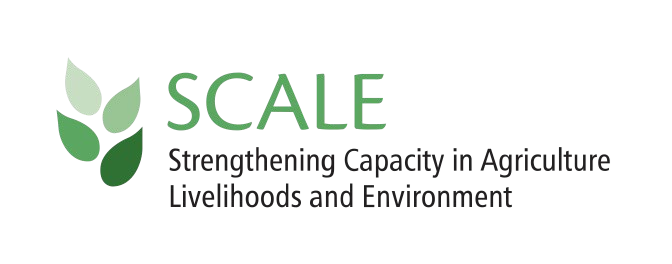 SCALE
Strengthening Capacity in Agriculture
Livelihoods and Environment